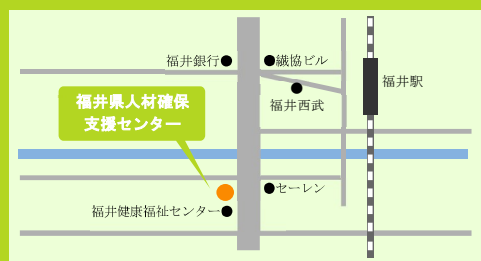 福井銀行
繊協ビル
福井西武
福井駅
福井県人材確保
支援センター
セーレン
福井健康福祉センター